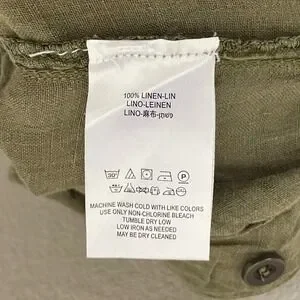 100% LINEN-LIN
LINO-LEINEN
LINO-麻布-פשתן
MACHINE WASH COLD WITH LIKE COLORS
USE ONLY NON-CHLORINE BLEACH
TUMBLE DRY LOW
LOW IRON AS NEEDED
MAY BE DRY CLEANED